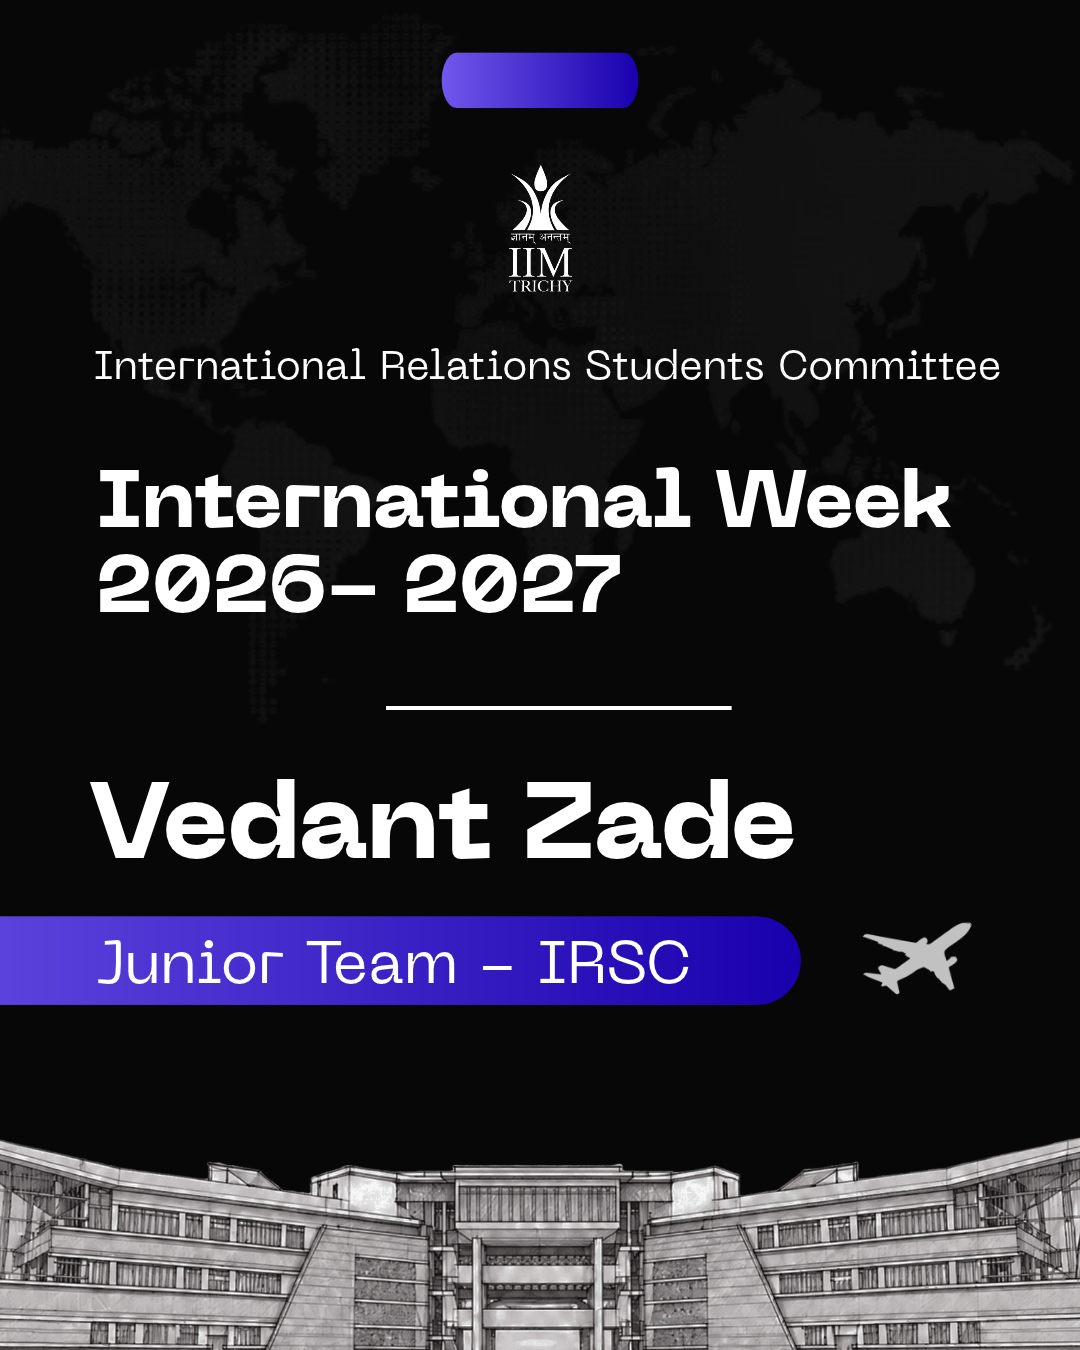 ज्ञानम् अनन्तम्
IIM
TRICHY
International Relations Students Committee
International Week
2026- 2027
Vedant Zade
Junior Team - IRSC